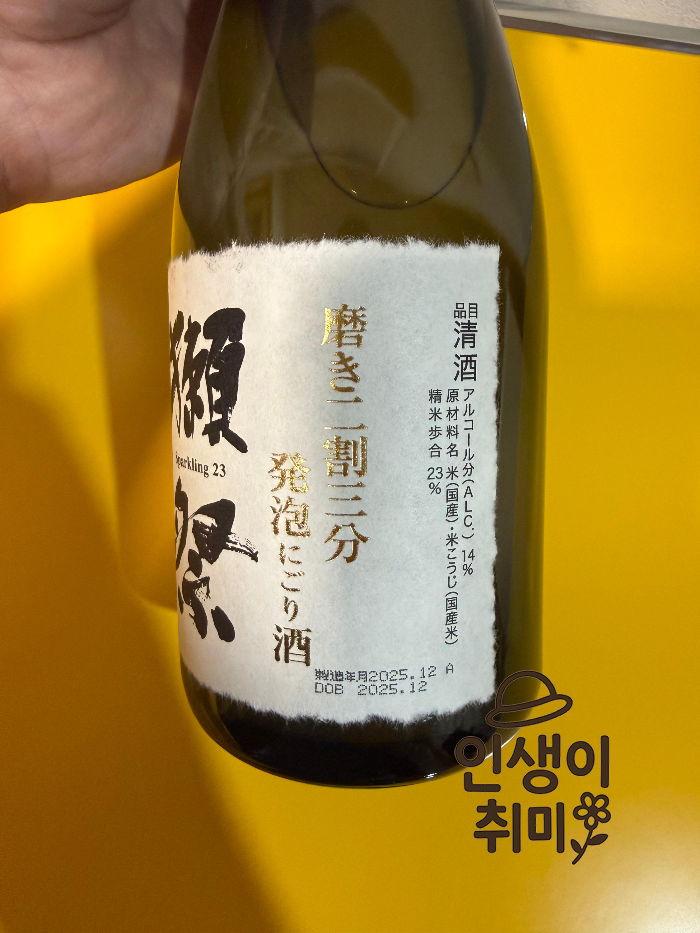 獺祭
Sparkling 23
磨き二割三分
発泡にごり酒
品目
清酒
アルコール分(ALC.) 14%
原材料名 米(国産)・米こうじ(国産米)
精米歩合 23%
製造年月2025.12 A
DOB 2025.12
인생이
취미